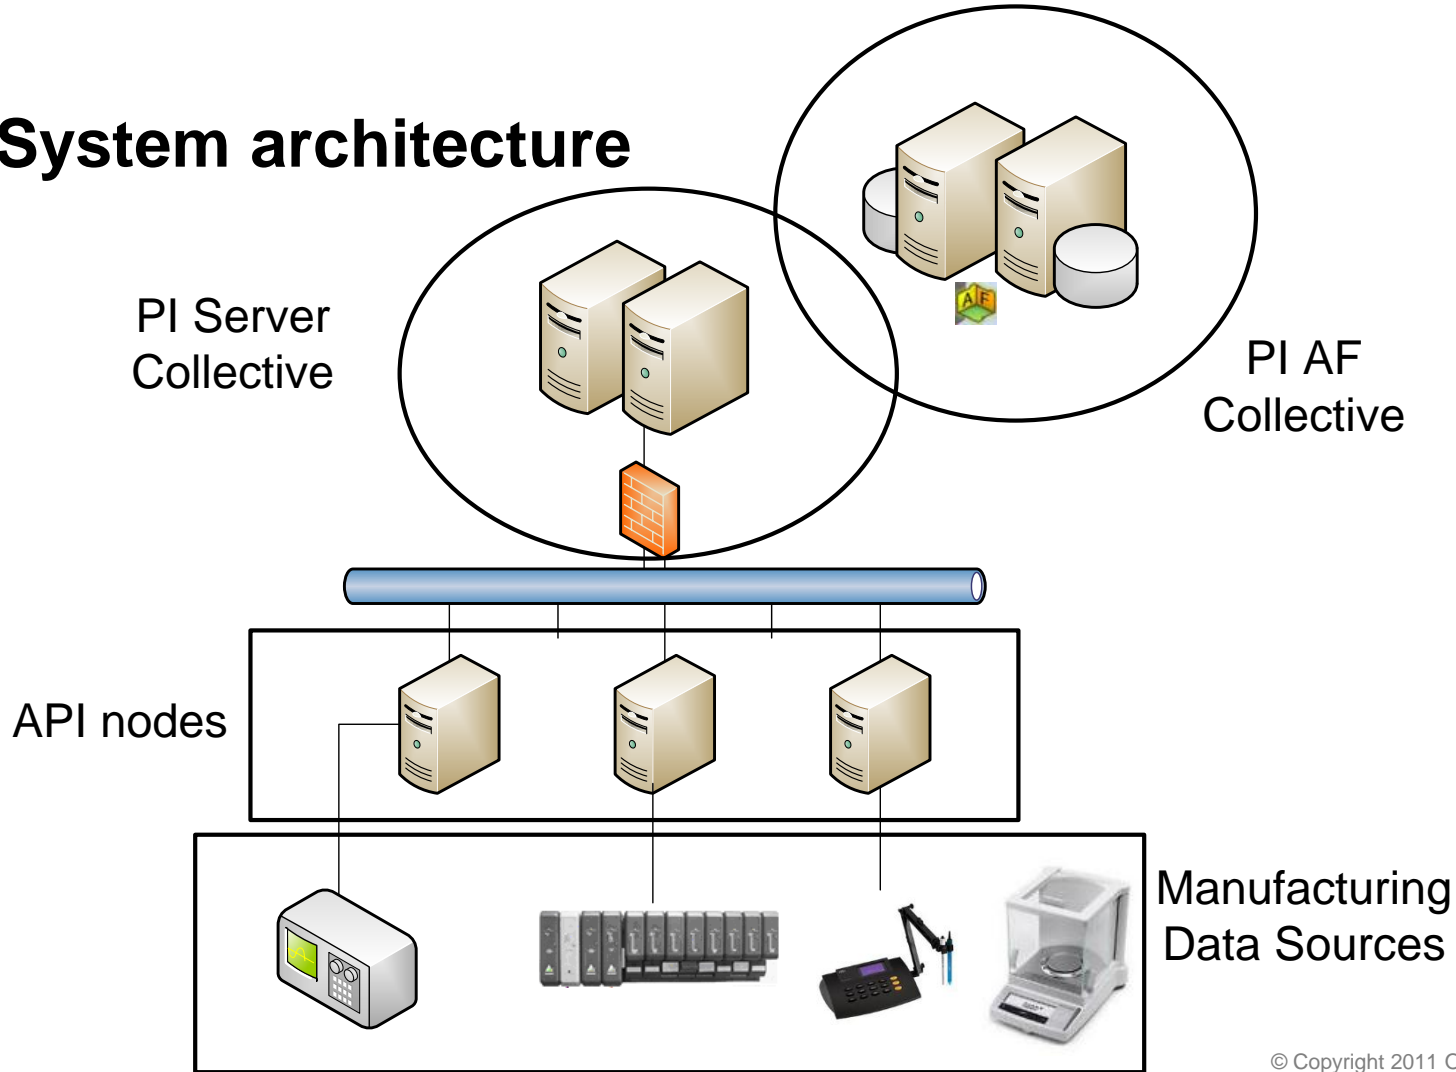 System architecture
PI Server
Collective
AF
PI AF
Collective
API nodes
Manufacturing
Data Sources
© Copyright 2011